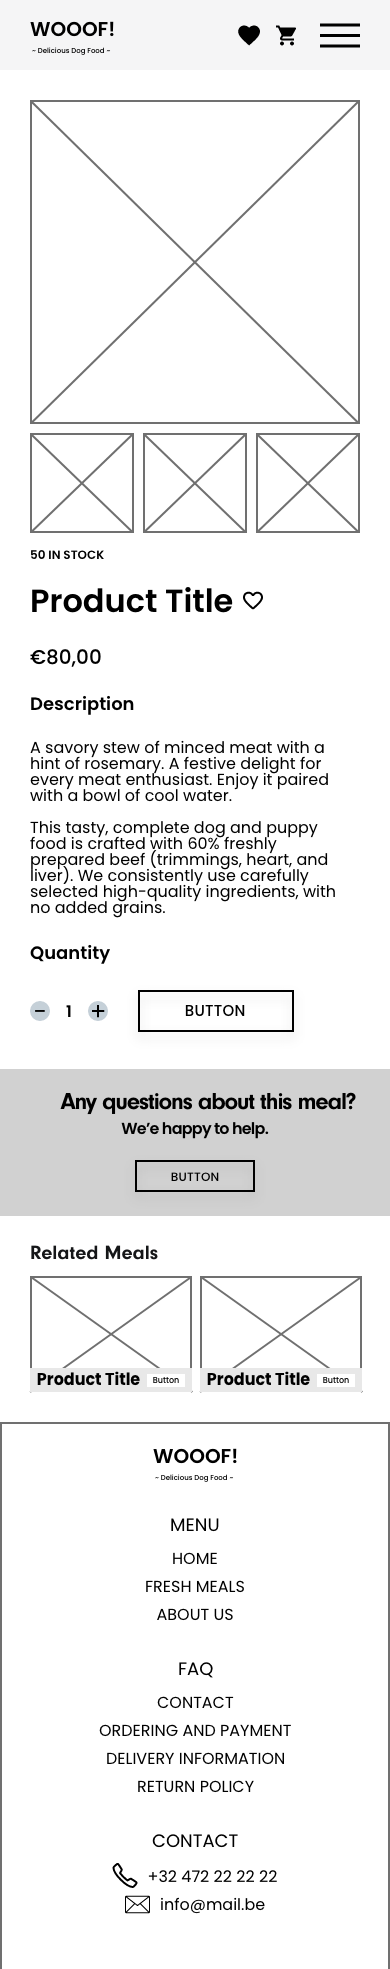 WOOOF!
~ Delicious Dog Food ~
50 IN STOCK
Product Title
€80,00
Description
A savory stew of minced meat with a
hint of rosemary. A festive delight for
every meat enthusiast. Enjoy it paired
with a bowl of cool water.
This tasty, complete dog and puppy
food is crafted with 60% freshly
prepared beef (trimmings, heart, and
liver). We consistently use carefully
selected high-quality ingredients, with
no added grains.
Quantity
1
BUTTON
Any questions about this meal?
We’re happy to help.
BUTTON
Related Meals
Product Title Button
Product Title Button
WOOOF!
~ Delicious Dog Food ~
MENU
HOME
FRESH MEALS
ABOUT US
FAQ
CONTACT
ORDERING AND PAYMENT
DELIVERY INFORMATION
RETURN POLICY
CONTACT
+32 472 22 22 22
info@mail.be